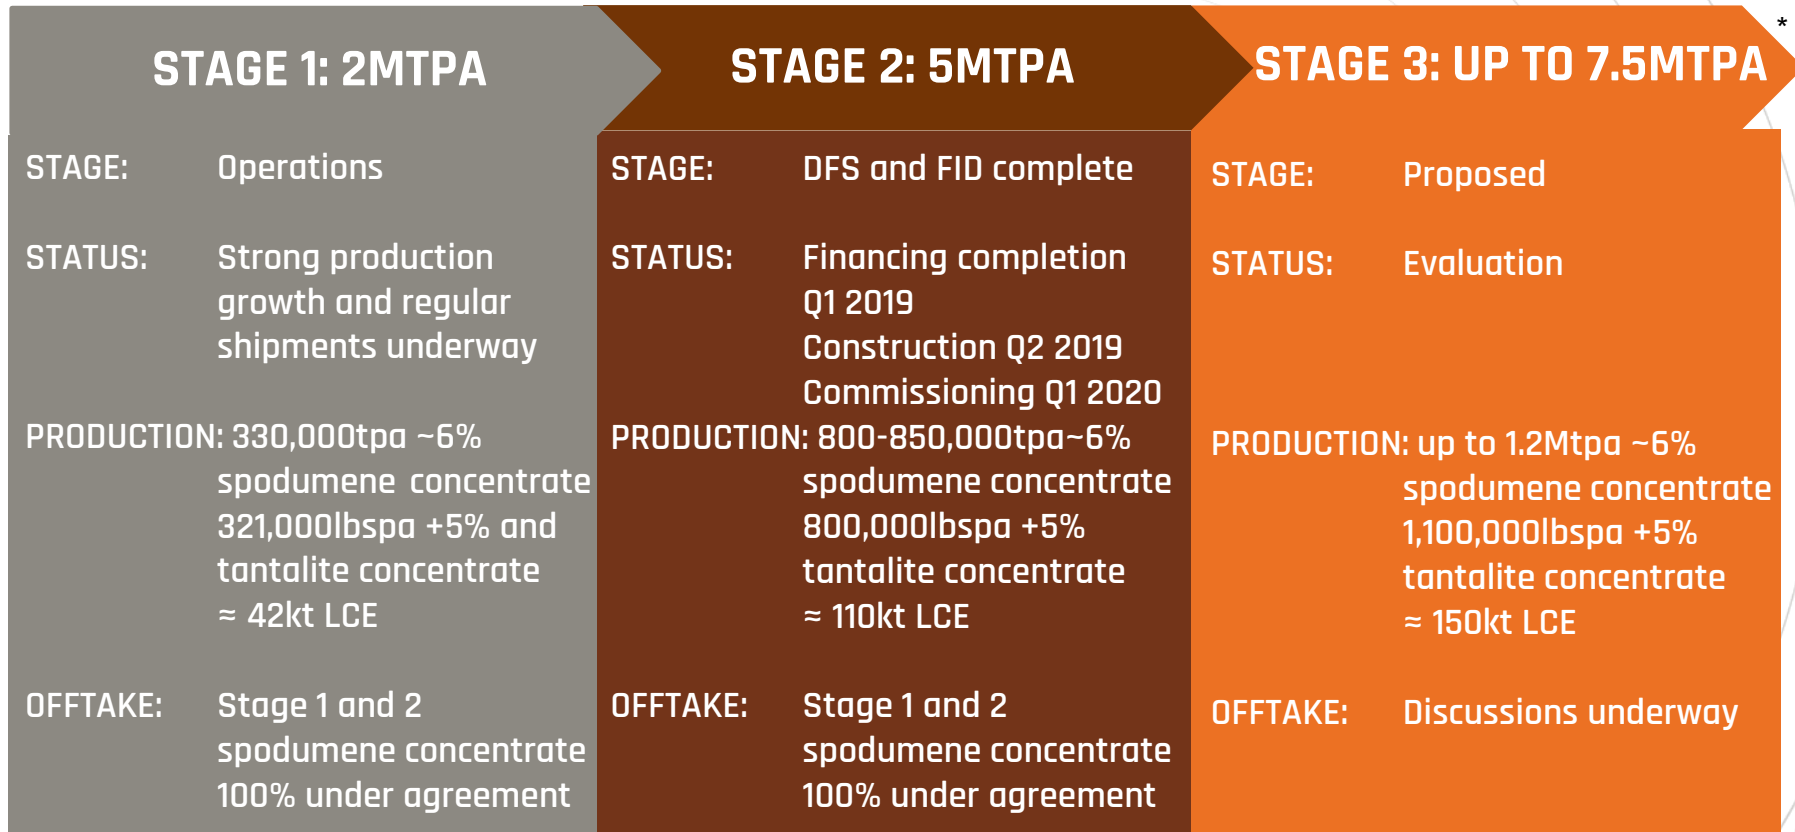 STAGE 1: 2MTPA
STAGE: Operations
STATUS: Strong production
growth and regular
shipments underway
PRODUCTION: 330,000tpa ~6%
spodumene concentrate
321,000lbspa +5% and
tantalite concentrate
≈ 42kt LCE
OFFTAKE: Stage 1 and 2
spodumene concentrate
100% under agreement
STAGE 2: 5MTPA
STAGE: DFS and FID complete
STATUS: Financing completion
Q1 2019
Construction Q2 2019
Commissioning Q1 2020
PRODUCTION: 800-850,000tpa~6%
spodumene concentrate
800,000lbspa +5%
tantalite concentrate
≈ 110kt LCE
OFFTAKE: Stage 1 and 2
spodumene concentrate
100% under agreement
STAGE 3: UP TO 7.5MTPA *
STAGE: Proposed
STATUS: Evaluation
PRODUCTION: up to 1.2Mtpa ~6%
spodumene concentrate
1,100,000lbspa +5%
tantalite concentrate
≈ 150kt LCE
OFFTAKE: Discussions underway